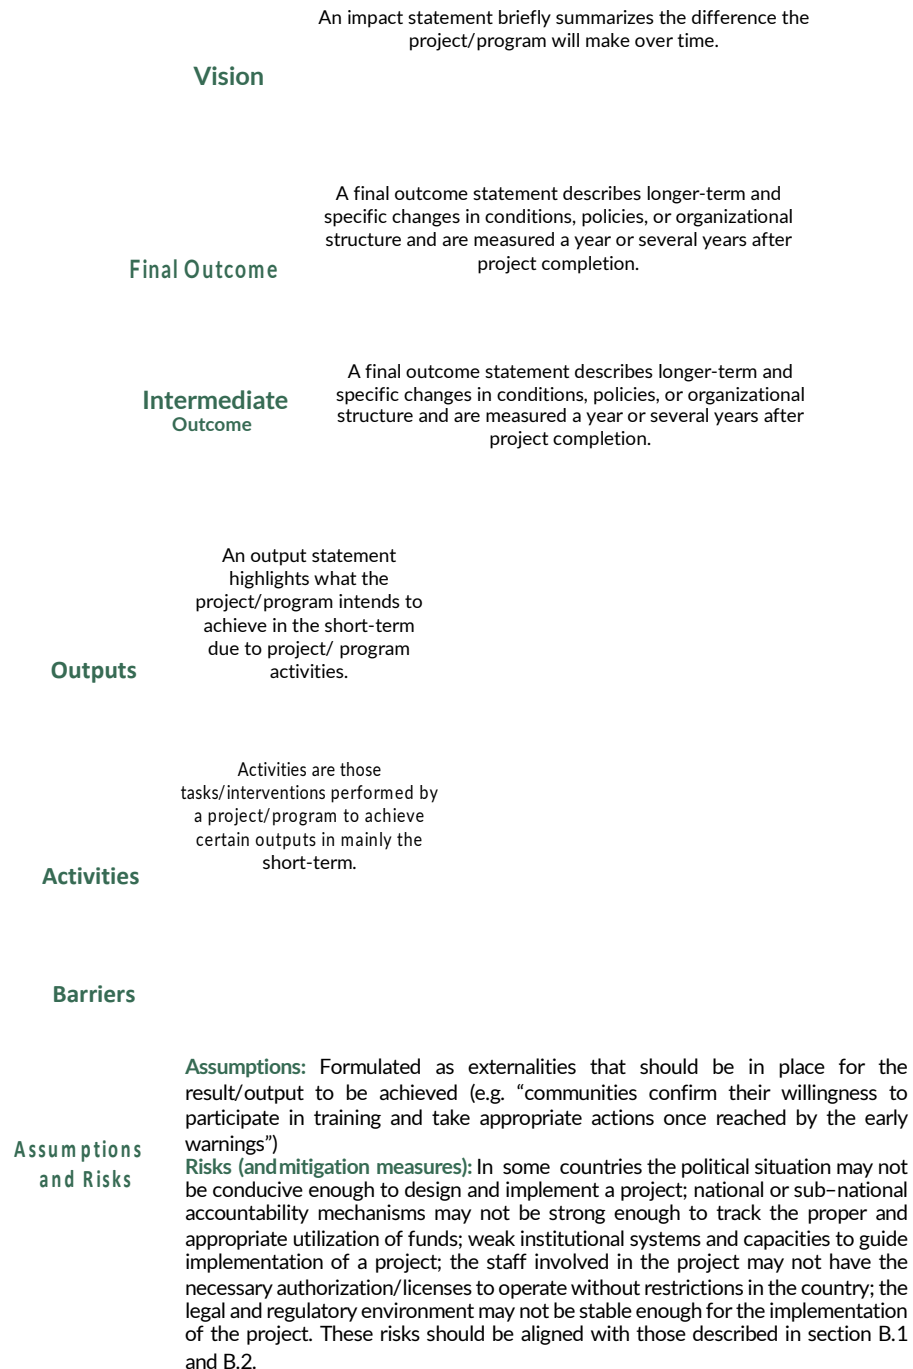 An impact statement briefly summarizes the difference the
project/program will make over time.
Vision
A final outcome statement describes longer-term and
specific changes in conditions, policies, or organizational
structure and are measured a year or several years after
project completion.
Final Outcome
A final outcome statement describes longer-term and
specific changes in conditions, policies, or organizational
structure and are measured a year or several years after
project completion.
Intermediate
Outcome
An output statement
highlights what the
project/program intends to
achieve in the short-term
due to project/ program
activities.
Outputs
Activities are those
tasks/interventions performed by
a project/program to achieve
certain outputs in mainly the
short-term.
Activities
Barriers
Assumptions: Formulated as externalities that should be in place for the
result/output to be achieved (e.g. “communities confirm their willingness to
participate in training and take appropriate actions once reached by the early
warnings”)
Assumptions
and Risks
Risks (and mitigation measures): In some countries the political situation may not
be conducive enough to design and implement a project; national or sub–national
accountability mechanisms may not be strong enough to track the proper and
appropriate utilization of funds; weak institutional systems and capacities to guide
implementation of a project; the staff involved in the project may not have the
necessary authorization/licenses to operate without restrictions in the country; the
legal and regulatory environment may not be stable enough for the implementation
of the project. These risks should be aligned with those described in section B.1
and B.2.